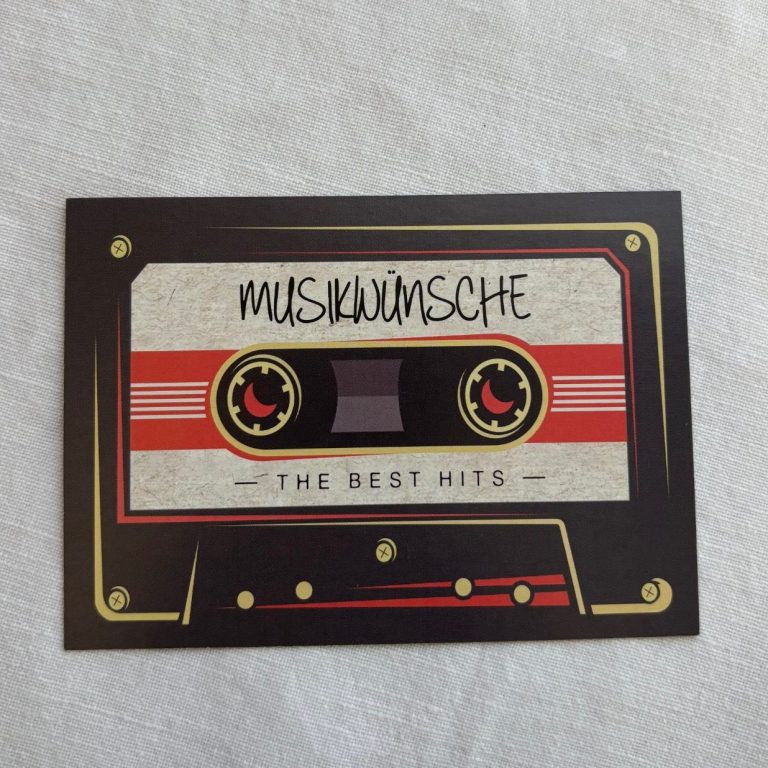 MUSIKWÜNSCHE
— THE BEST HITS —